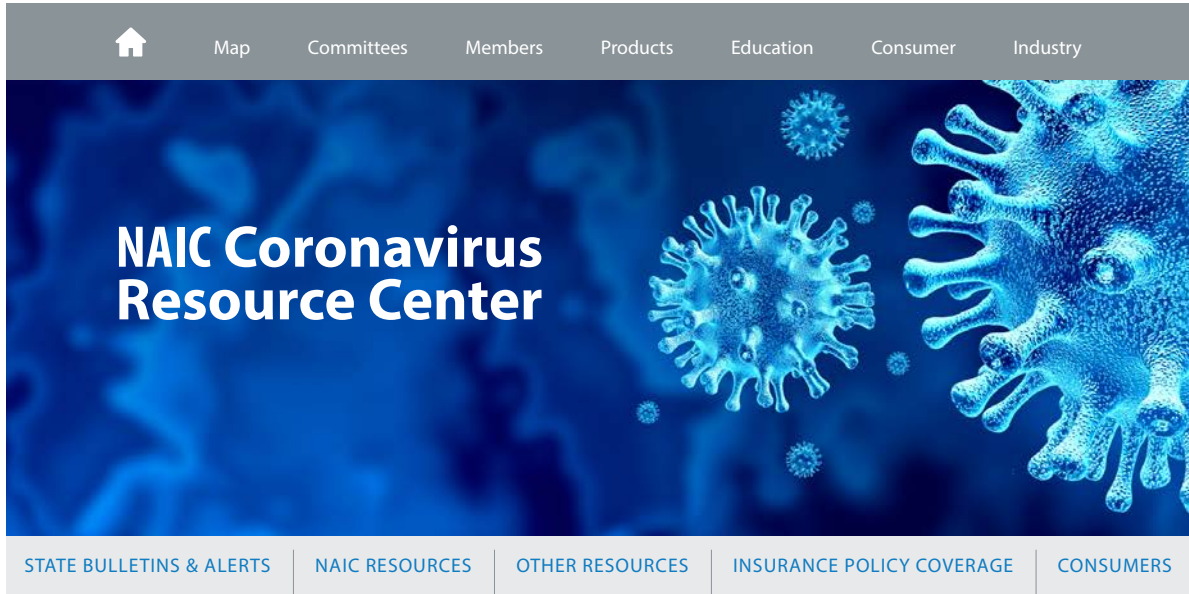 Map Committees Members Products Education Consumer Industry
NAIC Coronavirus
Resource Center
STATE BULLETINS & ALERTS NAIC RESOURCES OTHER RESOURCES INSURANCE POLICY COVERAGE CONSUMERS